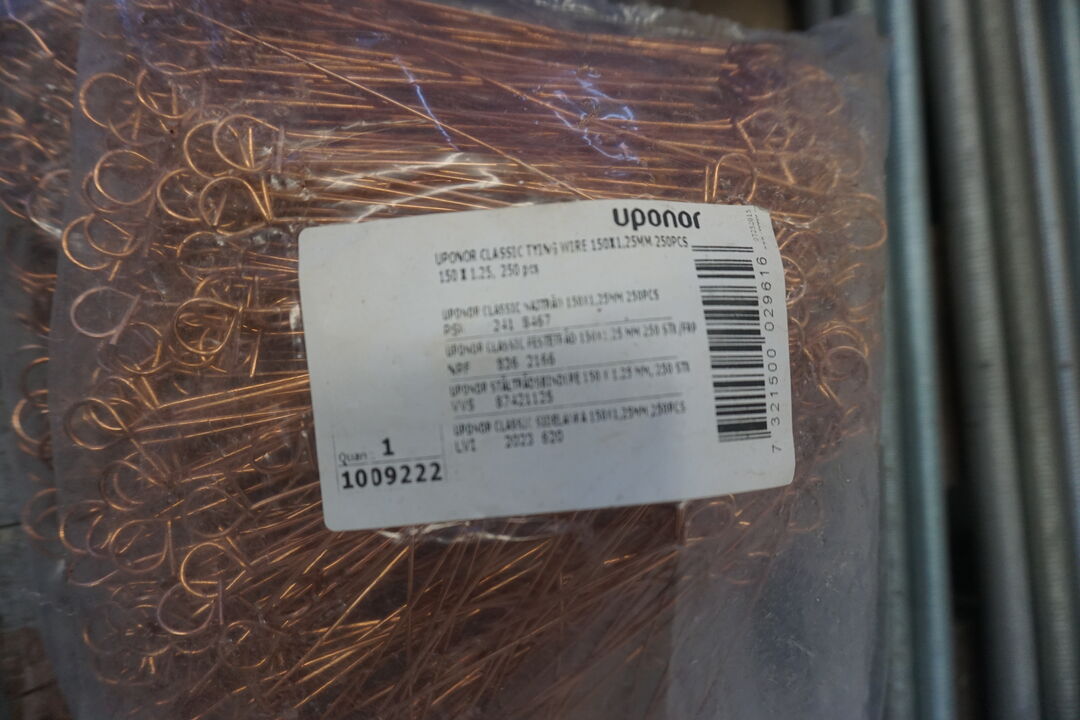 uponor
UPONOR CLASSIC TYING WIRE 150X1,25MM 250PCS
150 X 1.25, 250 pcs
UPONOR CLASSIC NAJTRÅD 150X1,25MM 250PCS
RSK 241 8467
UPONOR CLASSIC FESTETRÅD 150X1,25 MM 250 STK
NRF 836 2166
UPONOR STÅLTRÅDSBINDERE 150 X 1.25 MM, 250 STK
VVS 87421125
UPONOR CLASSIC SIDELANKA 150X1,25MM 250PCS
LVI 2023 620
Quan: 1
1009222
7 321500 029616